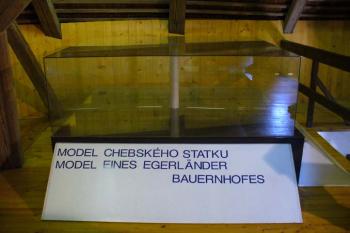 MODEL CHEBSKÉHO STATKU
MODEL EINES EGERLÄNDER
BAUERNHOFES